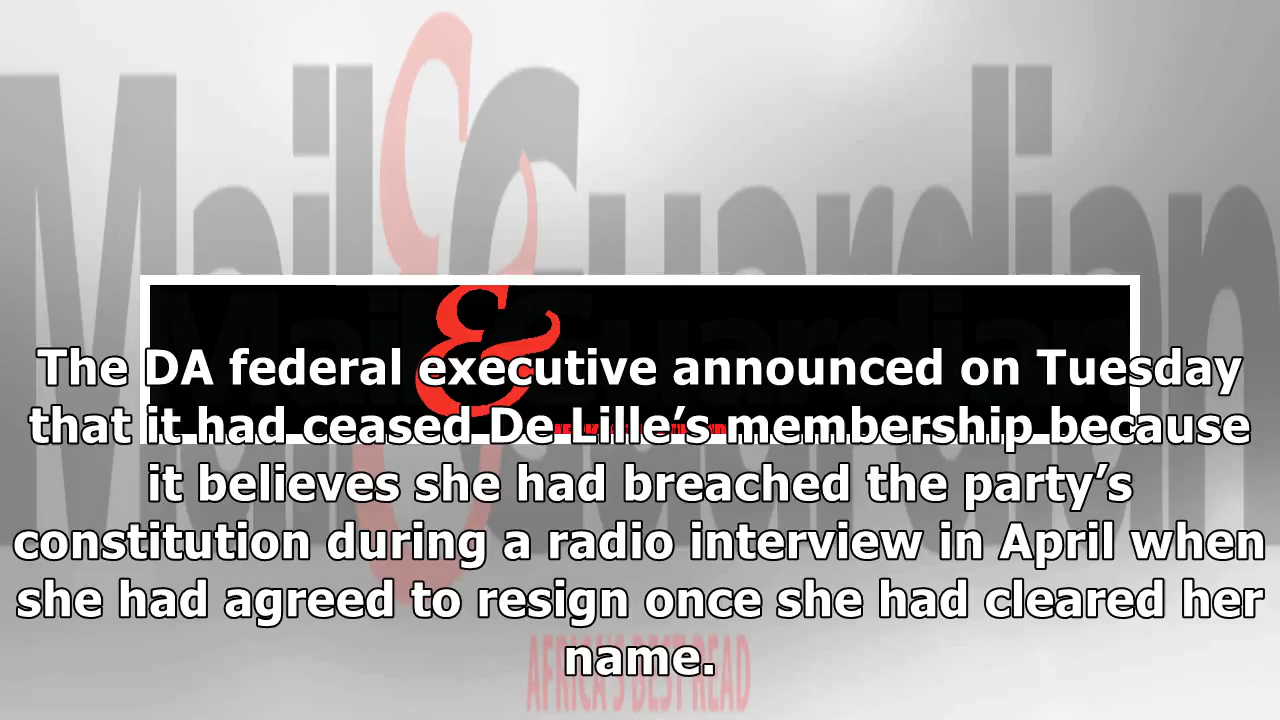 Mail&Guardian
The DA federal executive announced on Tuesday
that it had ceased De Lille’s membership because
it believes she had breached the party’s
constitution during a radio interview in April when
she had agreed to resign once she had cleared her
name.
AFRICA'S BEST READ